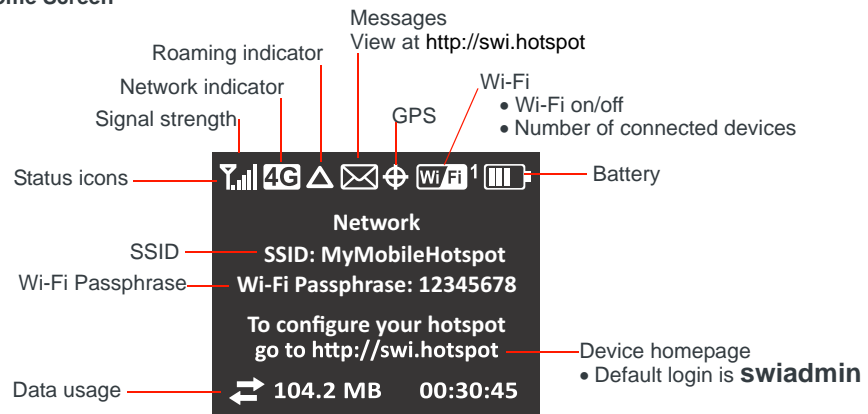 Messages
View at http://swi.hotspot
Roaming indicator
Wi-Fi
Network indicator
• Wi-Fi on/off
Signal strength
GPS
• Number of connected devices
Status icons
4G
Wi Fi 1
Battery
Network
SSID
SSID: MyMobileHotspot
Wi-Fi Passphrase
Wi-Fi Passphrase: 12345678
To configure your hotspot
go to http://swi.hotspot
Device homepage
• Default login is swiadmin
Data usage
104.2 MB 00:30:45